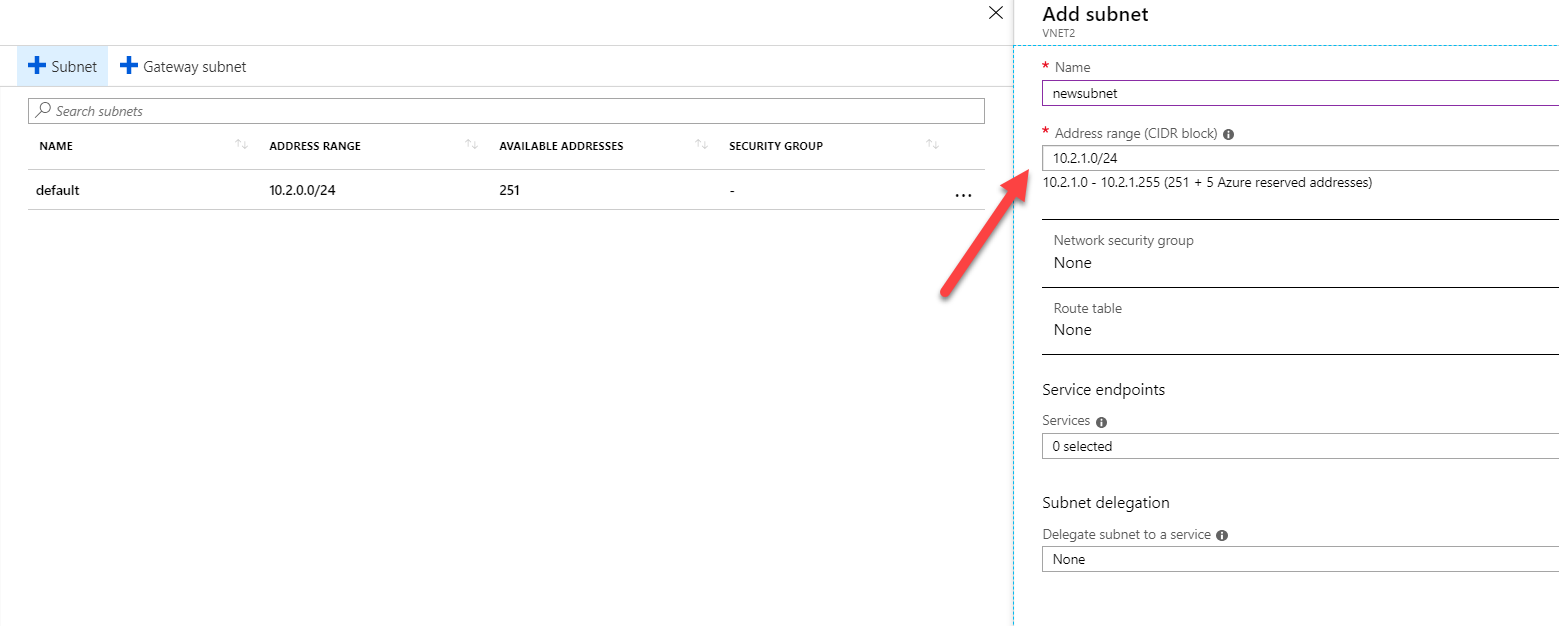 Subnet
Gateway subnet
Search subnets
NAME ADDRESS RANGE AVAILABLE ADDRESSES SECURITY GROUP
default 10.2.0.0/24 251 - ...
Add subnet
VNET2
* Name
newsubnet
* Address range (CIDR block)
10.2.1.0/24
10.2.1.0 - 10.2.1.255 (251 + 5 Azure reserved addresses)
Network security group
None
Route table
None
Service endpoints
Services
0 selected
Subnet delegation
Delegate subnet to a service
None